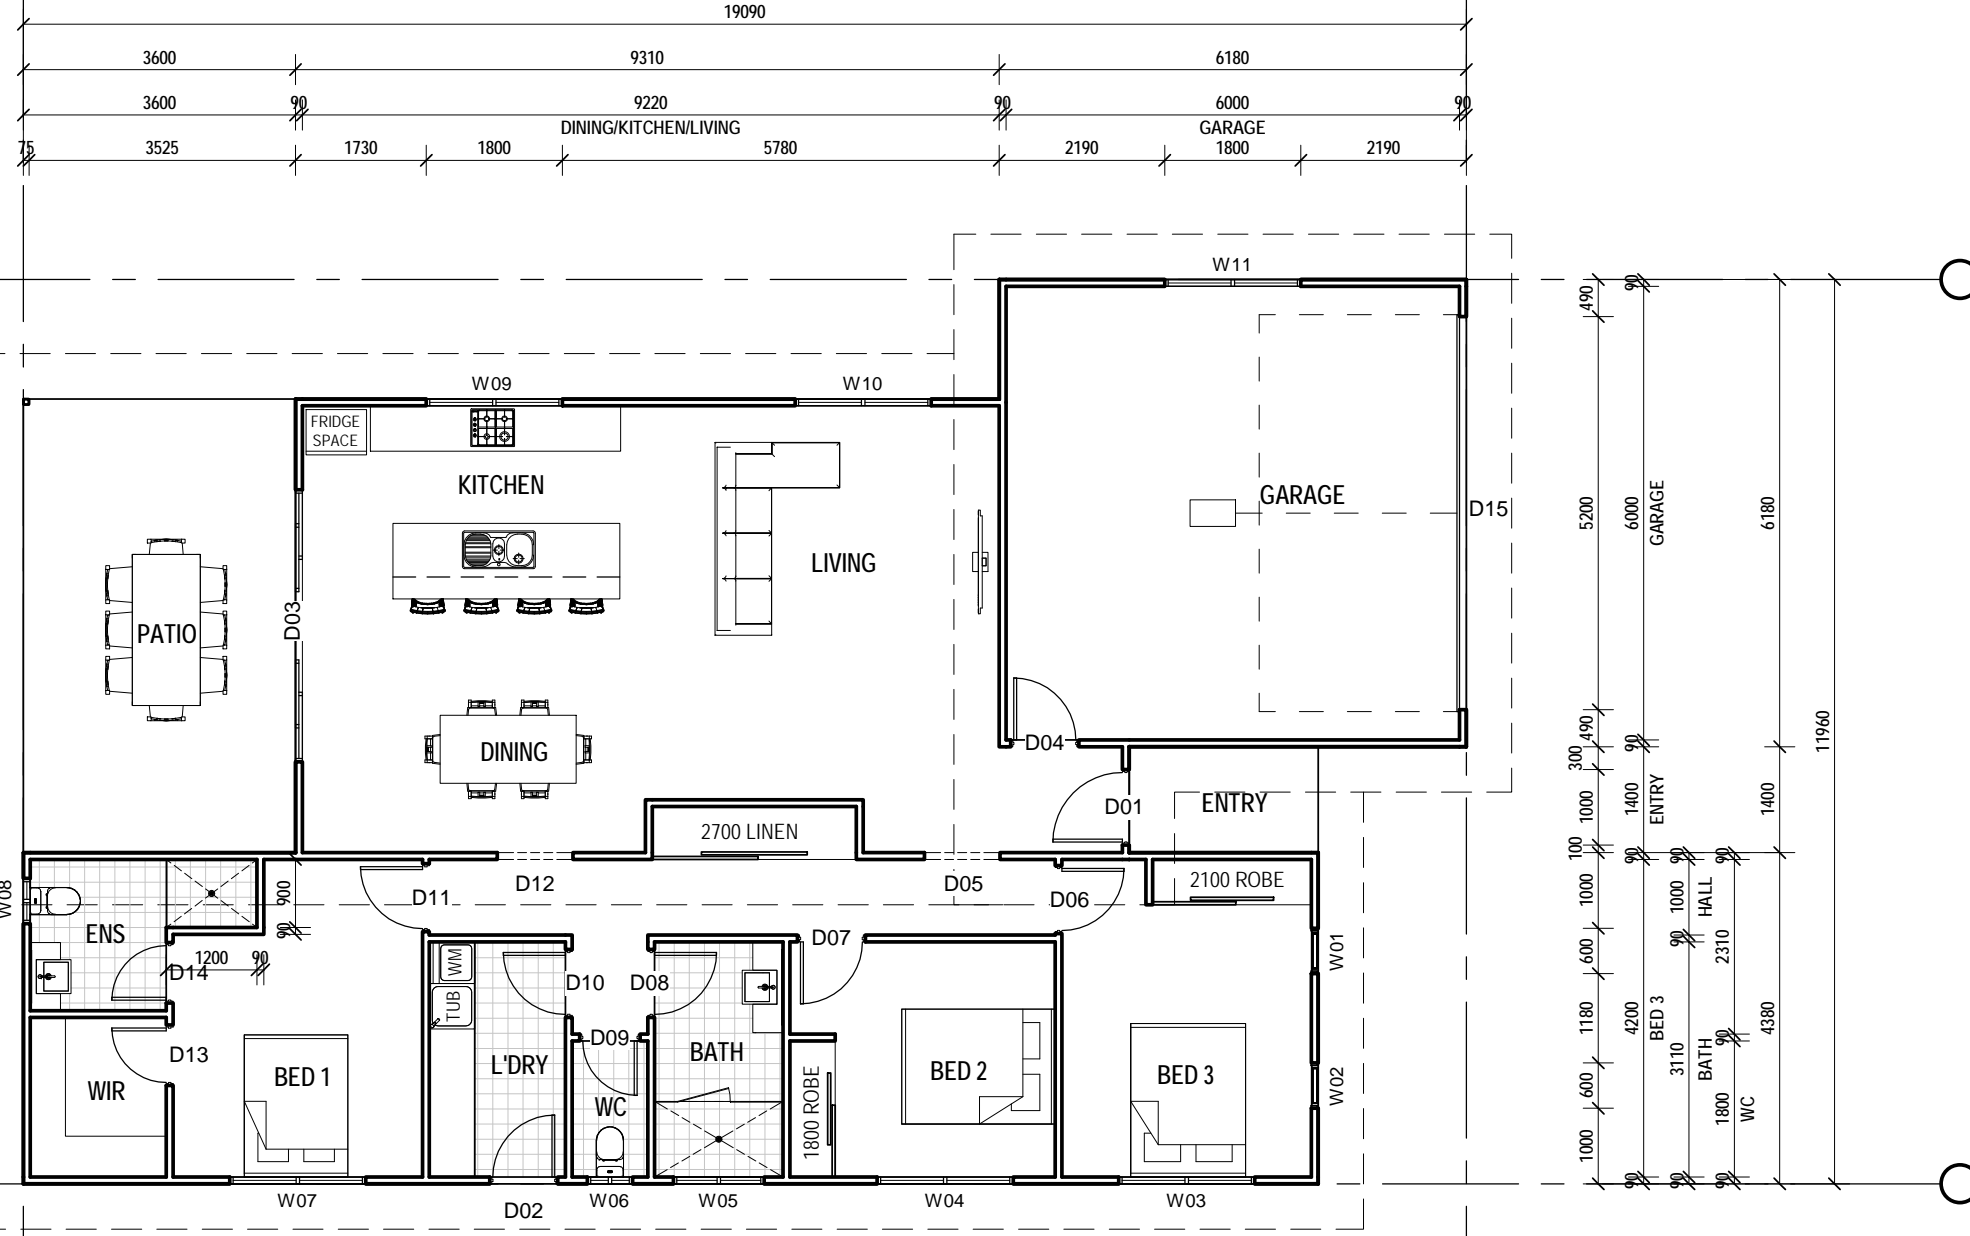 19090
3600 9310 6180
3600 90 9220 90 6000 90
DINING/KITCHEN/LIVING GARAGE
75 3525 1730 1800 5780 2190 1800 2190
W11
W09 W10
FRIDGE
SPACE
KITCHEN
GARAGE
D15
LIVING
D03
PATIO
DINING
D04
D01
ENTRY
2700 LINEN
D12
D05
D11
D06
2100 ROBE
W08
ENS
900
90
1200 90
D14
D07
WM
TUB
D10
D08
D09
D13
WIR
BED 1
L'DRY
WC
BATH
1800 ROBE
BED 2
BED 3
W01
W02
W07
D02
W06
W05
W04
W03
490
5200
490
300
1000
100
1000
600
1180
600
1000
90
6000
GARAGE
90
1400
ENTRY
90
4200
BED 3
90
90
1000
HALL
90
3110
BATH
90
90
2310
90
1800
WC
90
6180
1400
4380
11960